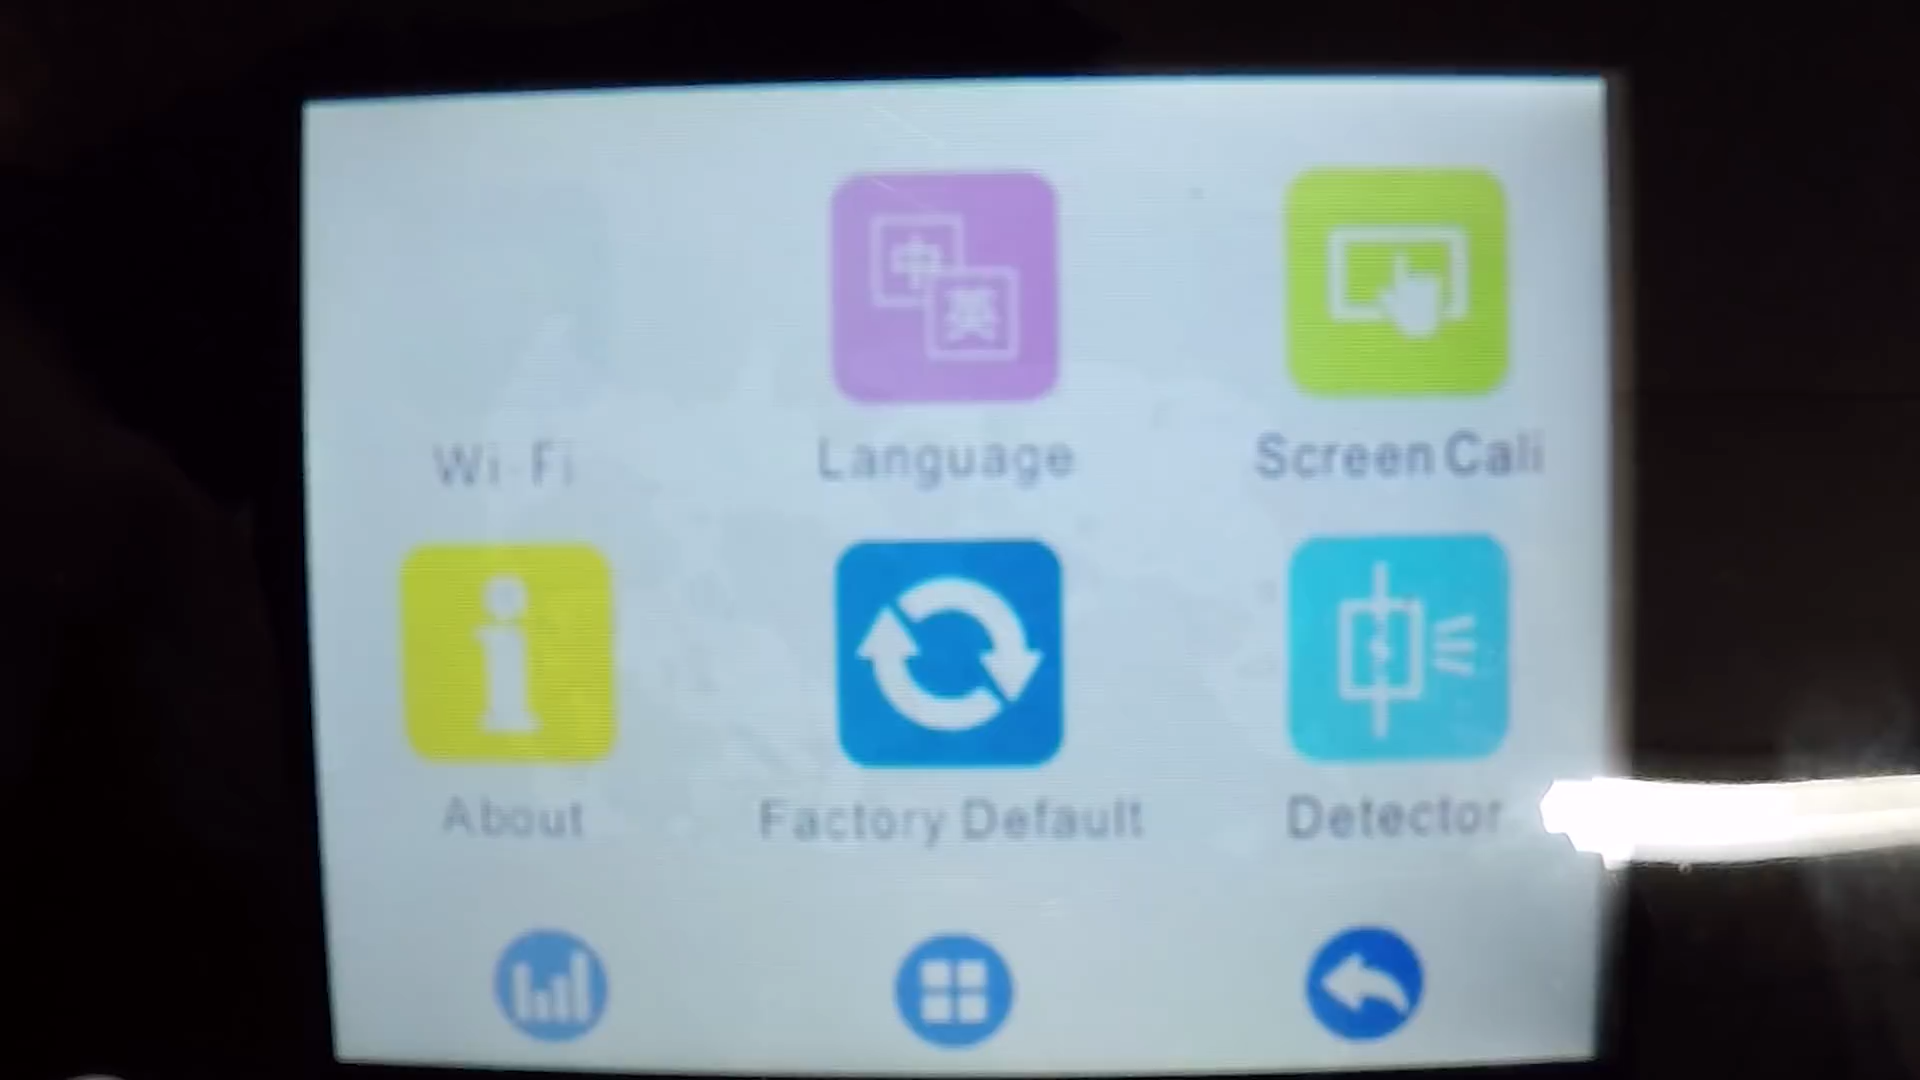 中
英
Wi-Fi
Language
Screen Cali
About
Factory Default
Detector